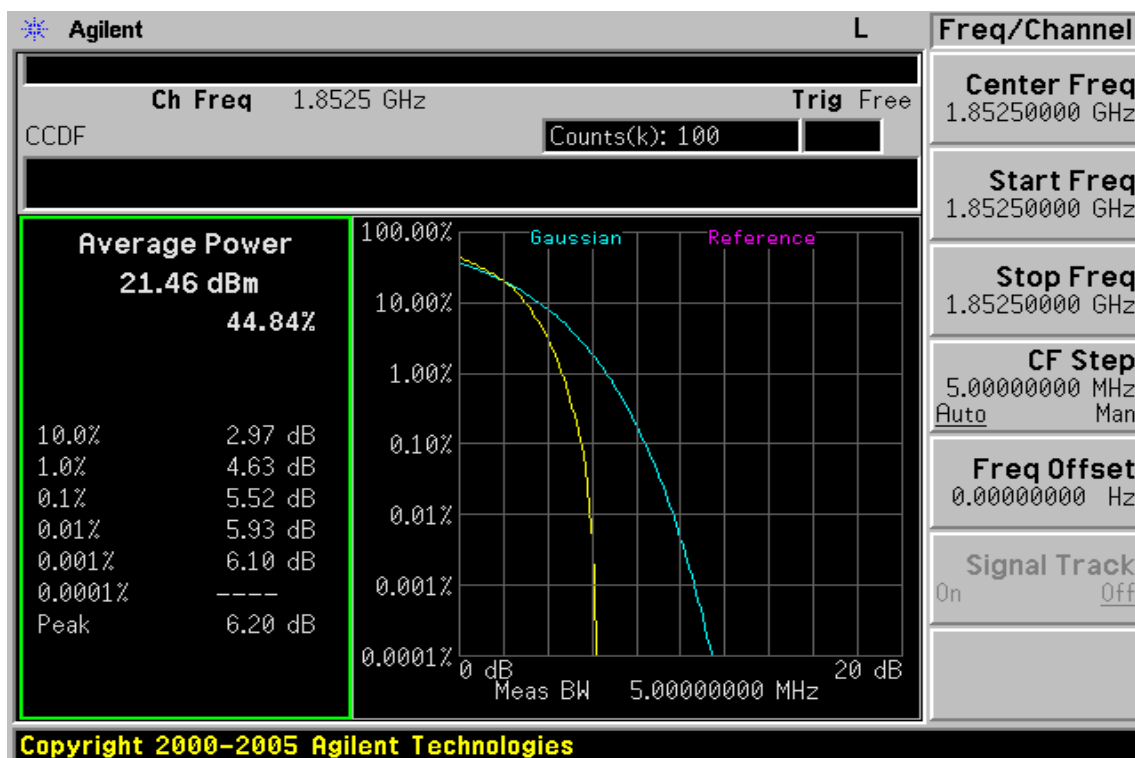 Agilent L
Ch Freq 1.8525 GHz Trig Free
CCDF Counts(k): 100
Average Power
21.46 dBm
44.84%
10.0% 2.97 dB
1.0% 4.63 dB
0.1% 5.52 dB
0.01% 5.93 dB
0.001% 6.10 dB
0.0001% ----
Peak 6.20 dB
Gaussian Reference
100.00%
10.00%
1.00%
0.10%
0.01%
0.001%
0.0001%
0 dB 20 dB
Meas BW 5.00000000 MHz
Freq/Channel
Center Freq
1.85250000 GHz
Start Freq
1.85250000 GHz
Stop Freq
1.85250000 GHz
CF Step
5.00000000 MHz
Auto Man
Freq Offset
0.00000000 Hz
Signal Track
On Off
Copyright 2000-2005 Agilent Technologies